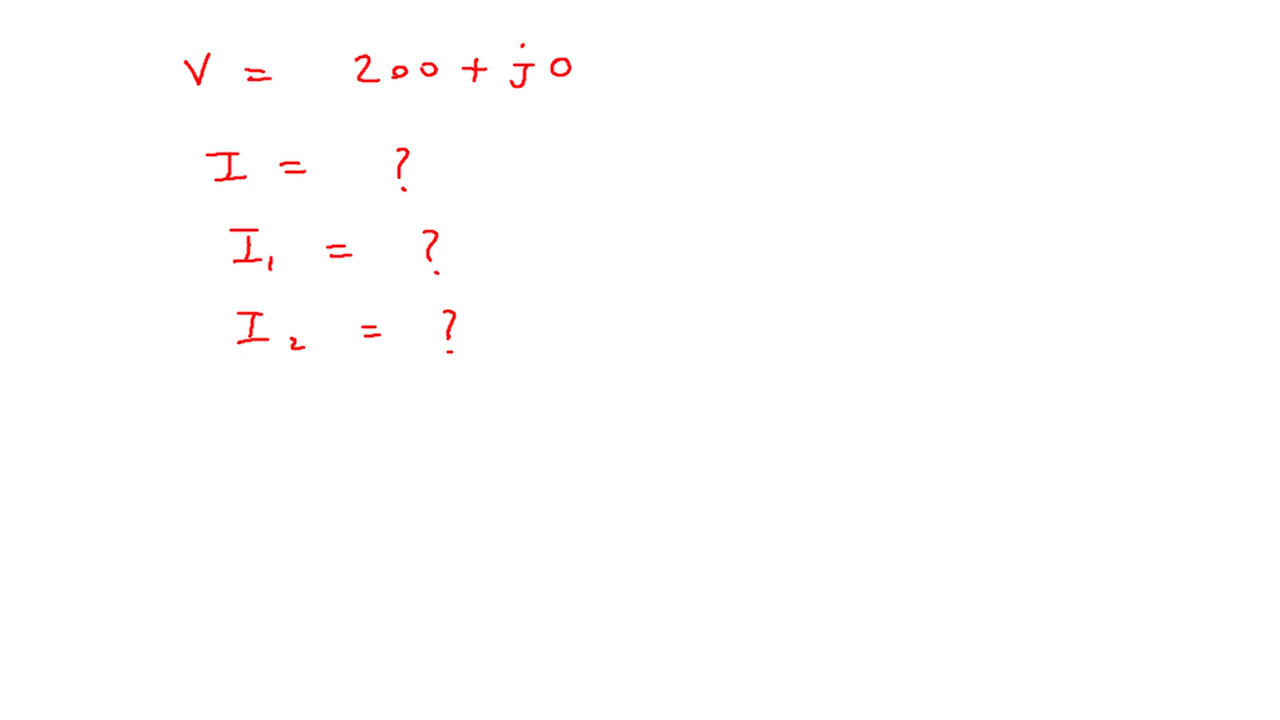 V = 200 + j0
I = ?
I₁ = ?
I₂ = ?